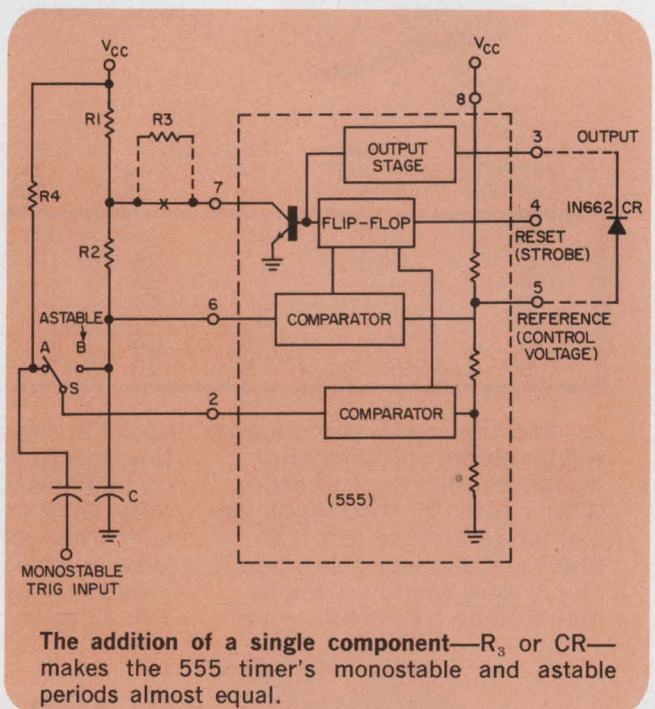 VCC
VCC
R1
R3
8
3
OUTPUT
OUTPUT
STAGE
R4
7
4
IN662 CR
FLIP-FLOP
RESET
(STROBE)
R2
5
6
COMPARATOR
REFERENCE
(CONTROL
VOLTAGE)
ASTABLE
A
B
S
2
COMPARATOR
C
(555)
MONOSTABLE
TRIG INPUT
The addition of a single component—R₃ or CR—
makes the 555 timer's monostable and astable
periods almost equal.